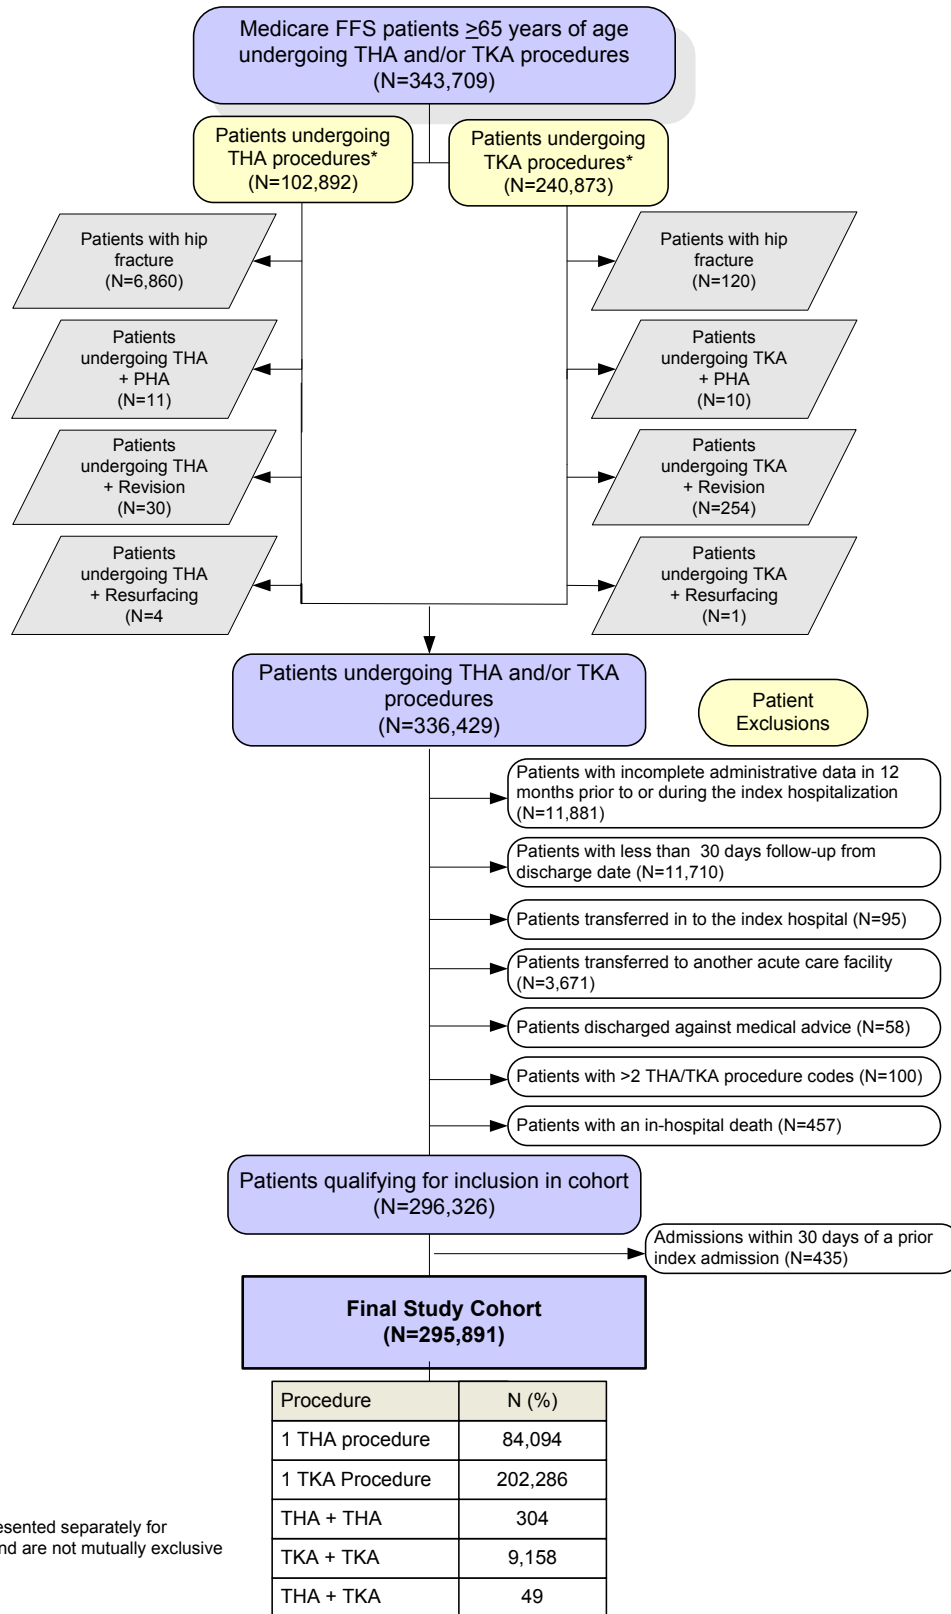 Medicare FFS patients ≥65 years of age
undergoing THA and/or TKA procedures
(N=343,709)
Patients undergoing
THA procedures*
(N=102,892)
Patients undergoing
TKA procedures*
(N=240,873)
Patients with hip
fracture
(N=6,860)
Patients with hip
fracture
(N=120)
Patients
undergoing THA
+ PHA
(N=11)
Patients
undergoing TKA
+ PHA
(N=10)
Patients
undergoing THA
+ Revision
(N=30)
Patients
undergoing TKA
+ Revision
(N=254)
Patients
undergoing THA
+ Resurfacing
(N=4
Patients
undergoing TKA
+ Resurfacing
(N=1)
Patients undergoing THA and/or TKA
procedures
(N=336,429)
Patient
Exclusions
Patients with incomplete administrative data in 12
months prior to or during the index hospitalization
(N=11,881)
Patients with less than 30 days follow-up from
discharge date (N=11,710)
Patients transferred in to the index hospital (N=95)
Patients transferred to another acute care facility
(N=3,671)
Patients discharged against medical advice (N=58)
Patients with >2 THA/TKA procedure codes (N=100)
Patients with an in-hospital death (N=457)
Patients qualifying for inclusion in cohort
(N=296,326)
Admissions within 30 days of a prior
index admission (N=435)
Final Study Cohort
(N=295,891)
Procedure N (%)
1 THA procedure 84,094
1 TKA Procedure 202,286
THA + THA 304
TKA + TKA 9,158
THA + TKA 49
esented separately for
nd are not mutually exclusive